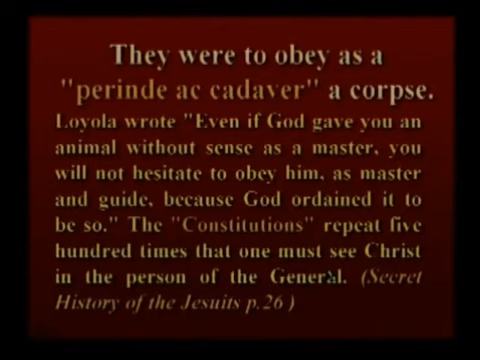 They were to obey as a
"perinde ac cadaver" a corpse.
Loyola wrote "Even if God gave you an
animal without sense as a master, you
will not hesitate to obey him, as master
and guide, because God ordained it to
be so." The "Constitutions" repeat five
hundred times that one must see Christ
in the person of the General. (Secret
History of the Jesuits p.26 )